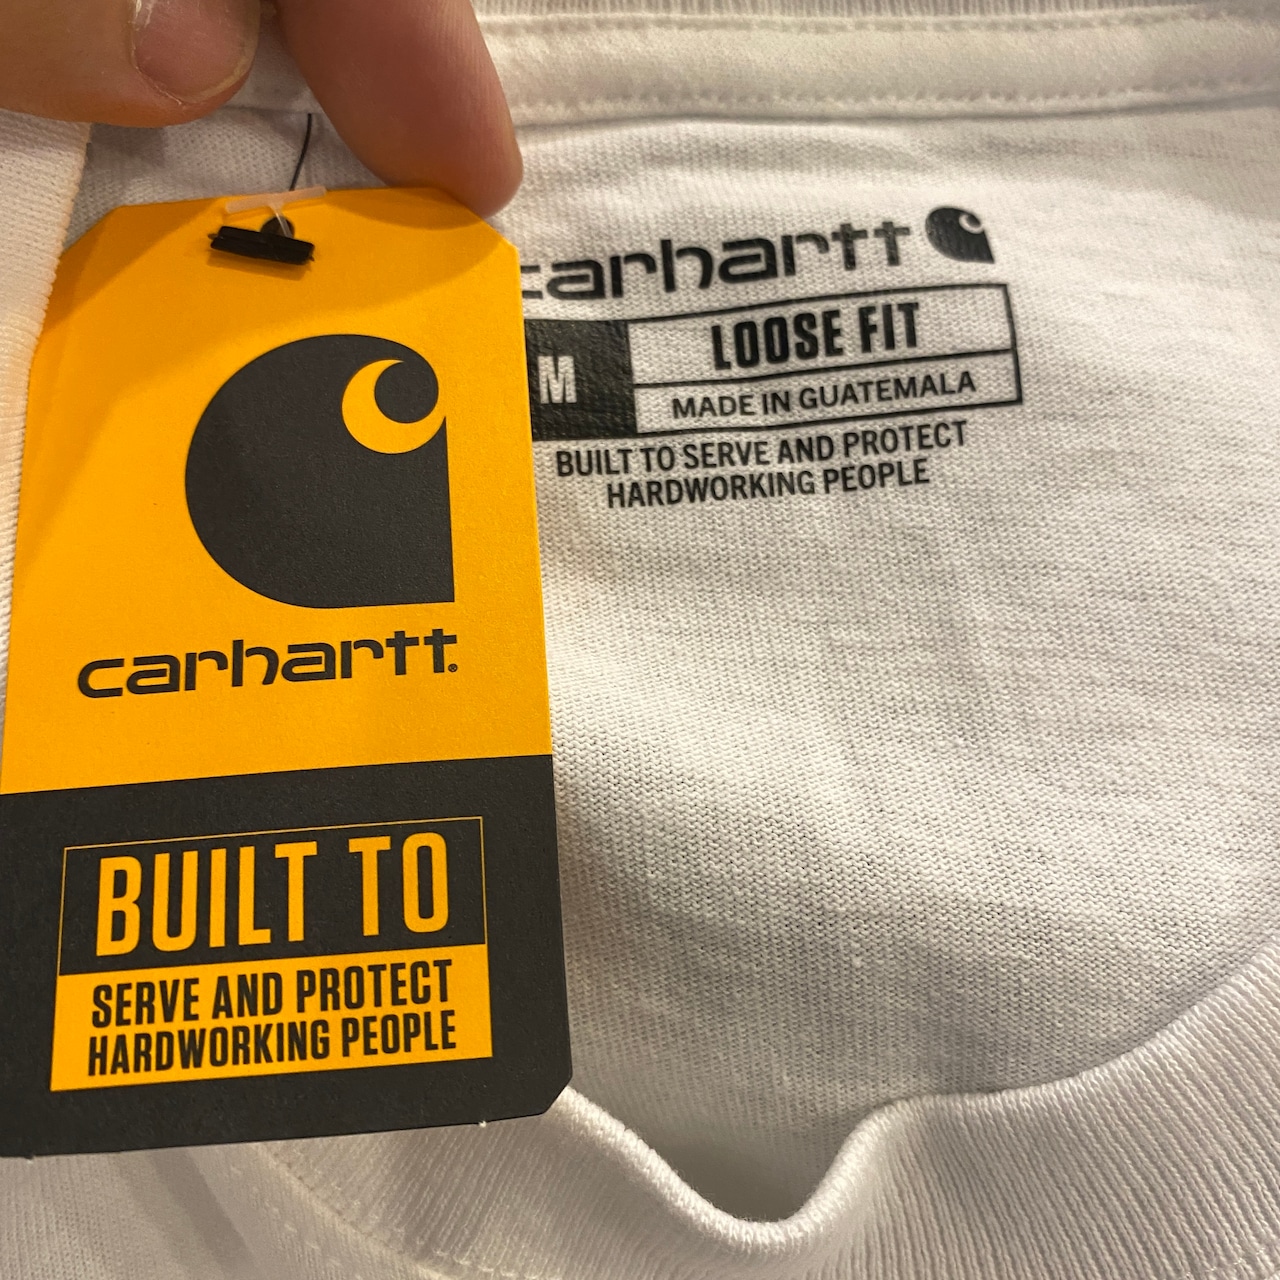 carhartt
M
LOOSE FIT
MADE IN GUATEMALA
BUILT TO SERVE AND PROTECT
HARDWORKING PEOPLE
carhartt®
BUILT TO
SERVE AND PROTECT
HARDWORKING PEOPLE